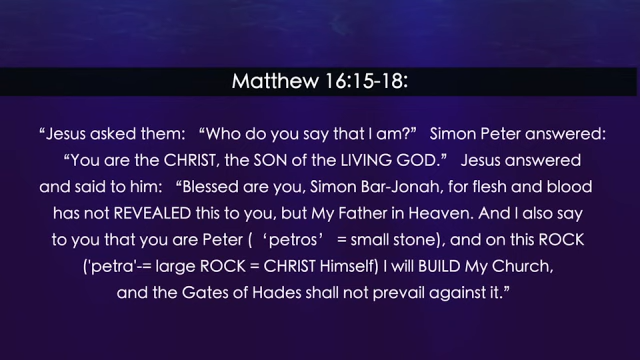 Matthew 16:15-18:
“Jesus asked them: “Who do you say that I am?” Simon Peter answered:
“You are the CHRIST, the SON of the LIVING GOD.” Jesus answered
and said to him: “Blessed are you, Simon Bar-Jonah, for flesh and blood
has not REVEALED this to you, but My Father in Heaven. And I also say
to you that you are Peter ( ‘petros’ = small stone), and on this ROCK
('petra'-= large ROCK = CHRIST Himself) I will BUILD My Church,
and the Gates of Hades shall not prevail against it.”